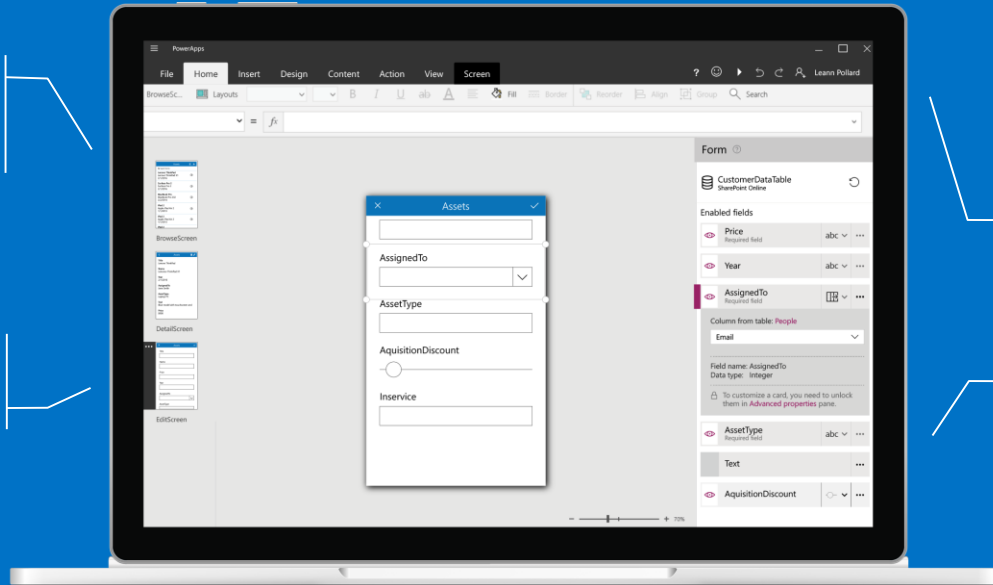 PowerApps
File Home Insert Design Content Action View Screen ? Leann Pollard
BrowseSc... Layouts B I U ab A Fill Border Reorder Align Group Search
= fx
BrowseScreen
DetailScreen
EditScreen
Assets
AssignedTo
AssetType
AquisitionDiscount
Inservice
70%
Form
CustomerDataTable
SharePoint Online
Enabled fields
Price
Required field
abc
Year
abc
AssignedTo
Required field
Column from table: People
Email
Field name: AssignedTo
Data type: Integer
To customize a card, you need to unlock
them in Advanced properties pane.
AssetType
Required field
abc
Text
AquisitionDiscount